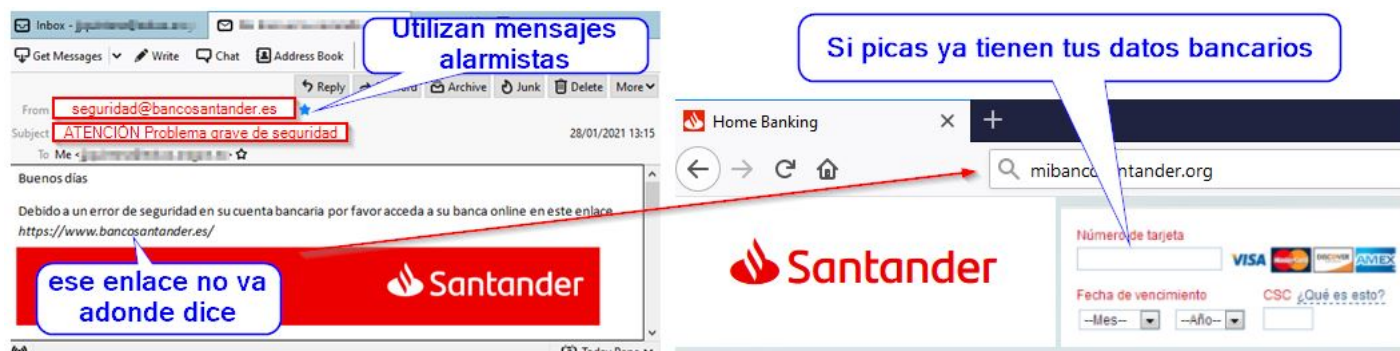 Inbox -
Utilizan mensajes
alarmistas
Get Messages Write Chat Address Book
Reply Archive Junk Delete More
From seguridad@bancosantander.es
Subject ATENCIÓN Problema grave de seguridad 28/01/2021 13:15
To Me <
Buenos días
Debido a un error de seguridad en su cuenta bancaria por favor acceda a su banca online en este enlace
https://www.bancosantander.es/
ese enlace no va
adonde dice
Santander
Today Pane
Si picas ya tienen tus datos bancarios
Home Banking
mibanco ntander.org
Santander
Número de tarjeta
VISA DISCOVER AMEX
Fecha de vencimiento CSC ¿Qué es esto?
--Mes-- --Año--